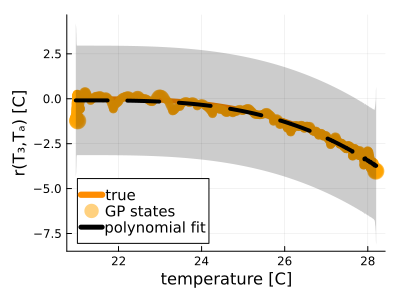 2.5
0.0
−2.5
−5.0
−7.5
r(T₃,Tₐ) [C]
true
GP states
polynomial fit
22 24 26 28
temperature [C]